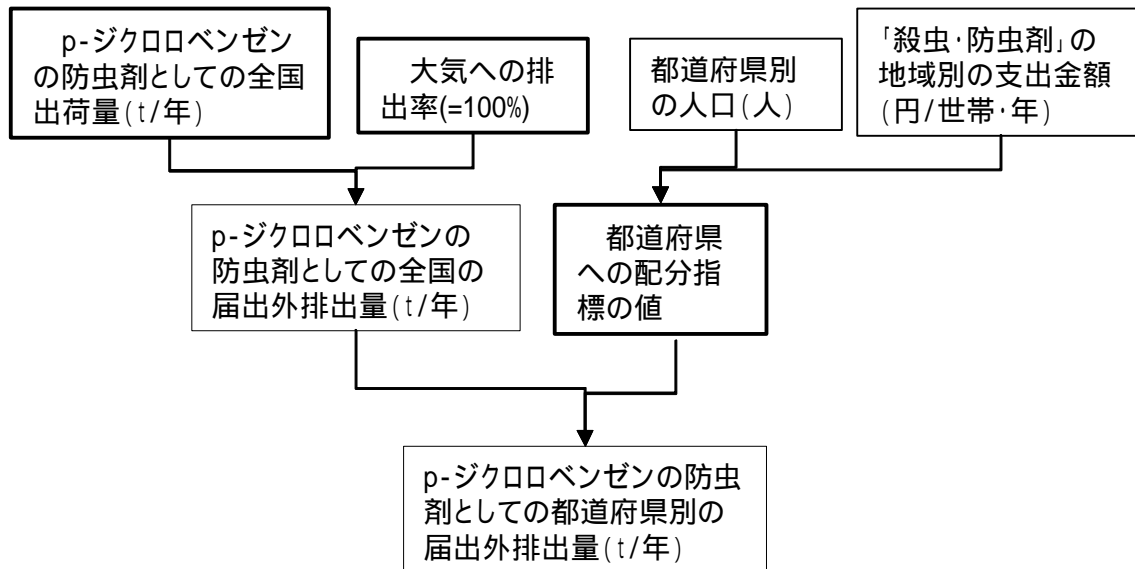 p-ジクロロベンゼン
の防虫剤としての全国
出荷量(t/年)
大気への排
出率(=100%)
都道府県別
の人口(人)
「殺虫・防虫剤」の
地域別の支出金額
(円/世帯・年)
p-ジクロロベンゼンの
防虫剤としての全国の
届出外排出量(t/年)
都道府県
への配分指
標の値
p-ジクロロベンゼンの防虫
剤としての都道府県別の
届出外排出量(t/年)